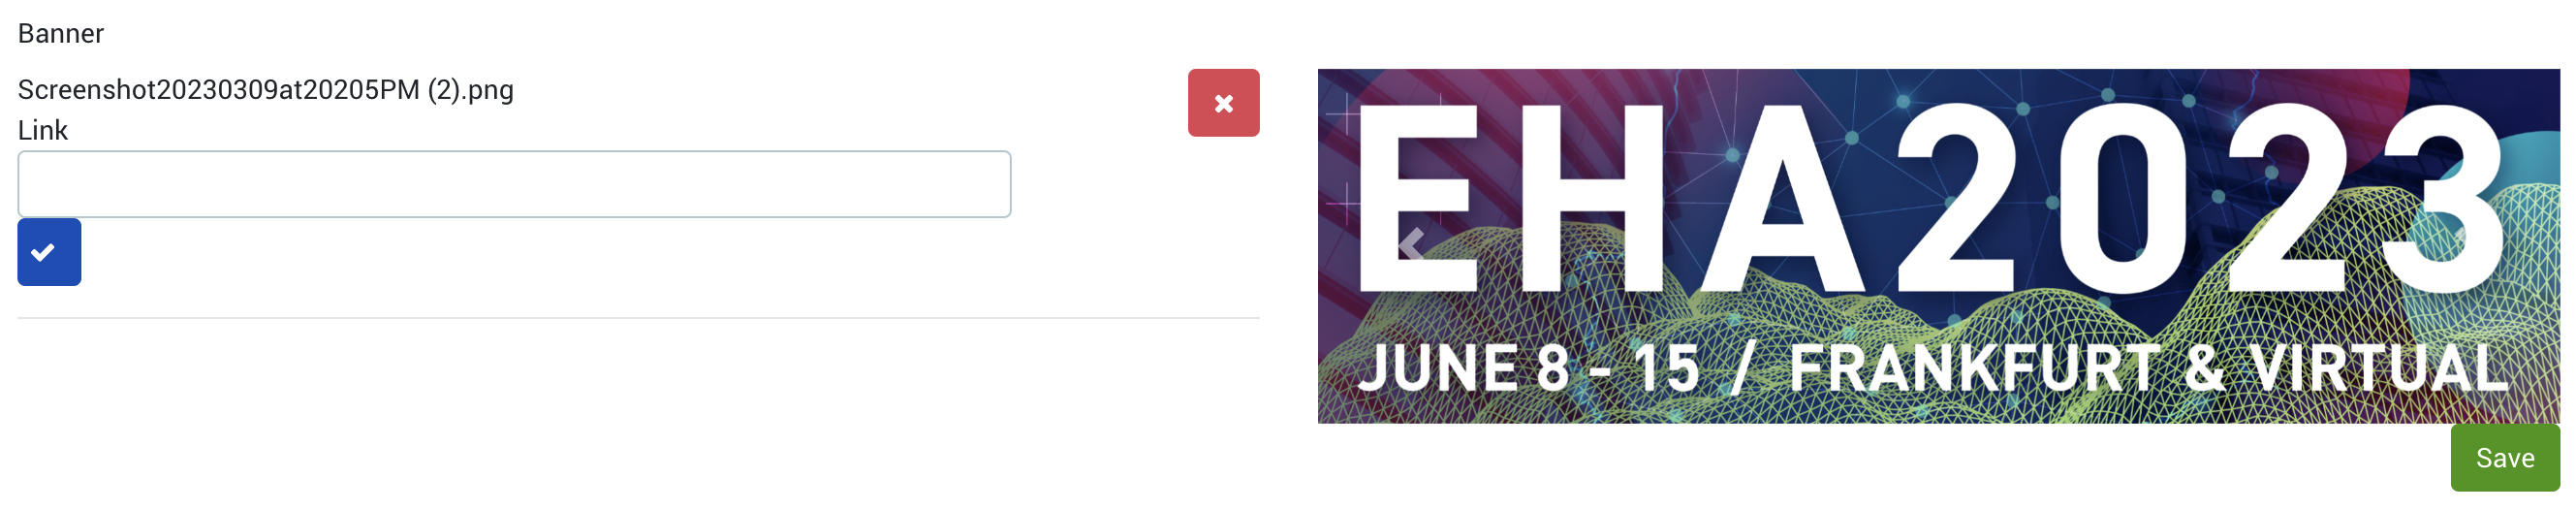 Banner
Screenshot20230309at20205PM (2).png
Link
EHA2023
JUNE 8 - 15 / FRANKFURT & VIRTUAL
Save